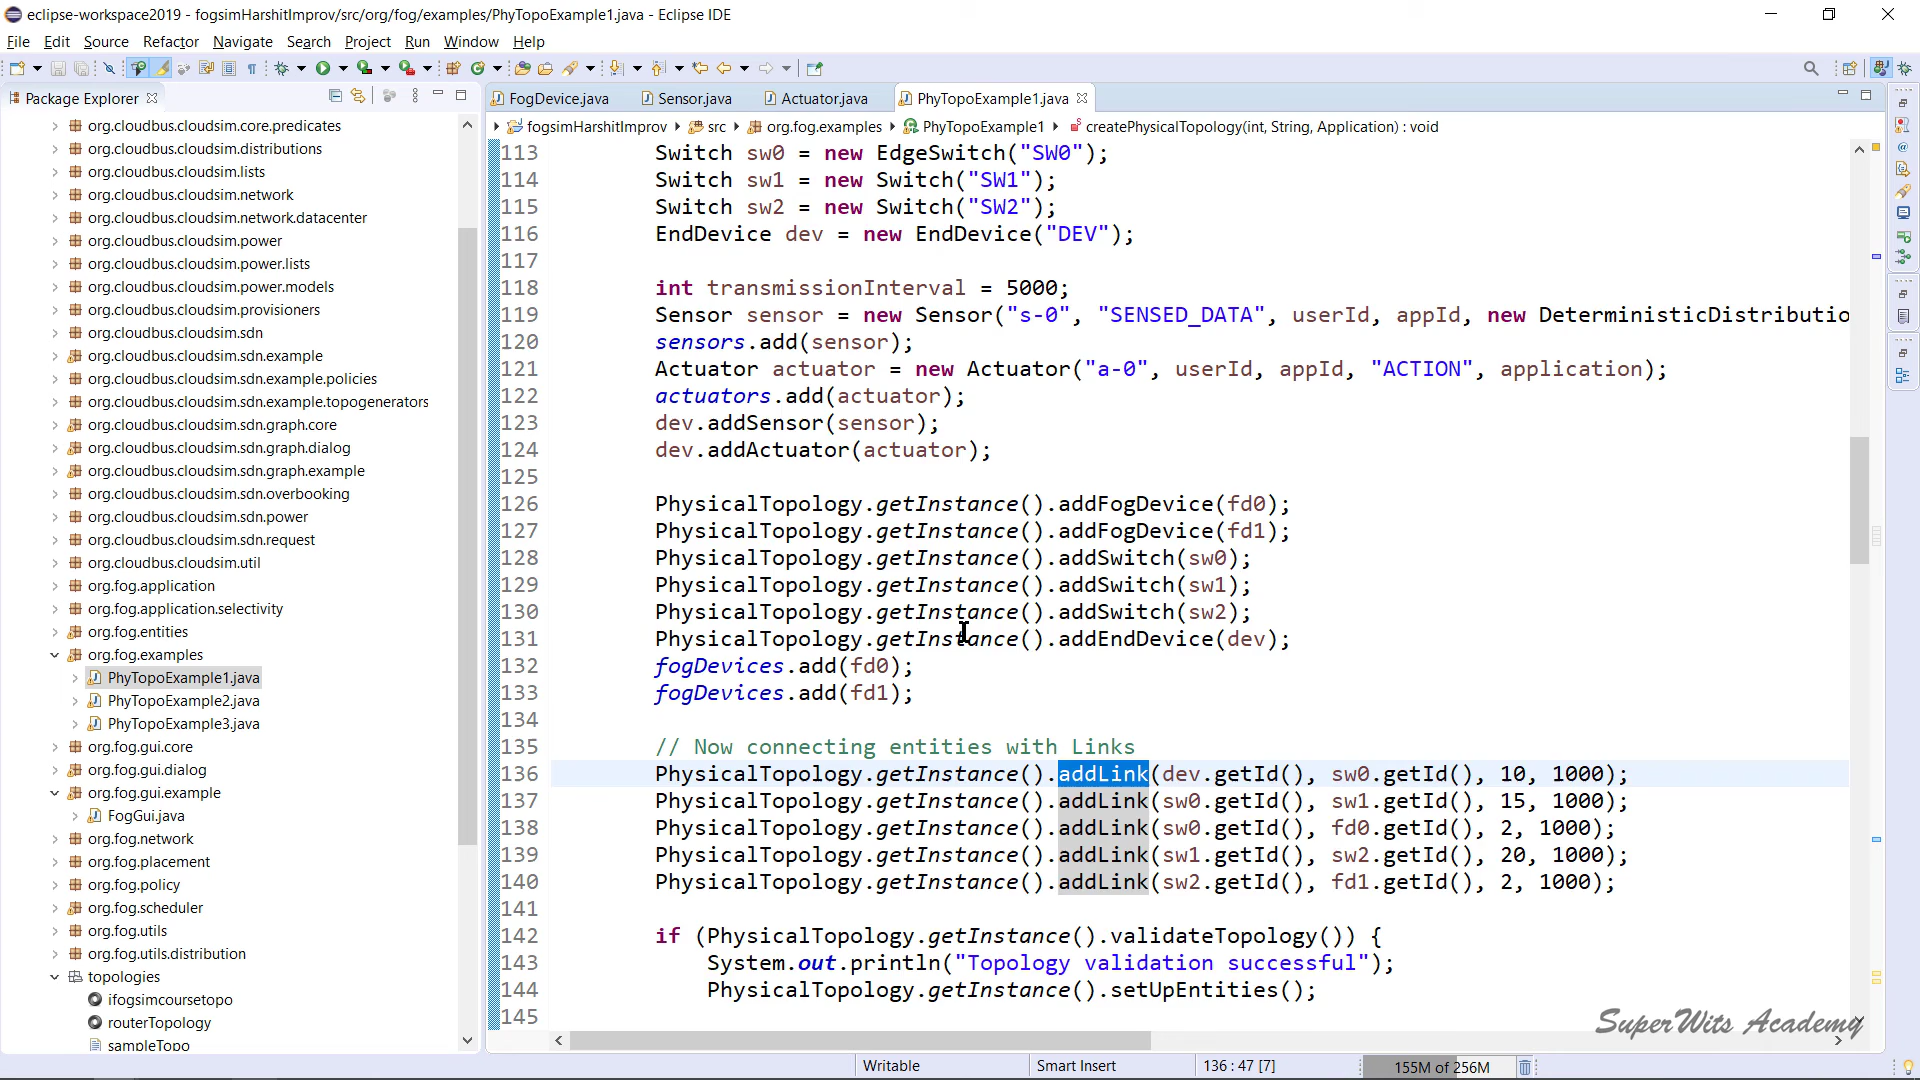 eclipse-workspace2019 - fogsimHarshitImprov/src/org/fog/examples/PhyTopoExample1.java - Eclipse IDE
File Edit Source Refactor Navigate Search Project Run Window Help
Package Explorer
org.cloudbus.cloudsim.core.predicates
org.cloudbus.cloudsim.distributions
org.cloudbus.cloudsim.lists
org.cloudbus.cloudsim.network
org.cloudbus.cloudsim.network.datacenter
org.cloudbus.cloudsim.power
org.cloudbus.cloudsim.power.lists
org.cloudbus.cloudsim.power.models
org.cloudbus.cloudsim.provisioners
org.cloudbus.cloudsim.sdn
org.cloudbus.cloudsim.sdn.example
org.cloudbus.cloudsim.sdn.example.policies
org.cloudbus.cloudsim.sdn.example.topogenerators
org.cloudbus.cloudsim.sdn.graph.core
org.cloudbus.cloudsim.sdn.graph.dialog
org.cloudbus.cloudsim.sdn.graph.example
org.cloudbus.cloudsim.sdn.overbooking
org.cloudbus.cloudsim.sdn.power
org.cloudbus.cloudsim.sdn.request
org.cloudbus.cloudsim.util
org.fog.application
org.fog.application.selectivity
org.fog.entities
org.fog.examples
PhyTopoExample1.java
PhyTopoExample2.java
PhyTopoExample3.java
org.fog.gui.core
org.fog.gui.dialog
org.fog.gui.example
FogGui.java
org.fog.network
org.fog.placement
org.fog.policy
org.fog.scheduler
org.fog.utils
org.fog.utils.distribution
topologies
ifogsimcoursetopo
routerTopology
sampleTopo
FogDevice.java Sensor.java Actuator.java PhyTopoExample1.java
fogsimHarshitImprov src org.fog.examples PhyTopoExample1 createPhysicalTopology(int, String, Application) : void
113 Switch sw0 = new EdgeSwitch("SW0");
114 Switch sw1 = new Switch("SW1");
115 Switch sw2 = new Switch("SW2");
116 EndDevice dev = new EndDevice("DEV");
117
118 int transmissionInterval = 5000;
119 Sensor sensor = new Sensor("s-0", "SENSED_DATA", userId, appId, new DeterministicDistributio
120 sensors.add(sensor);
121 Actuator actuator = new Actuator("a-0", userId, appId, "ACTION", application);
122 actuators.add(actuator);
123 dev.addSensor(sensor);
124 dev.addActuator(actuator);
125
126 PhysicalTopology.getInstance().addFogDevice(fd0);
127 PhysicalTopology.getInstance().addFogDevice(fd1);
128 PhysicalTopology.getInstance().addSwitch(sw0);
129 PhysicalTopology.getInstance().addSwitch(sw1);
130 PhysicalTopology.getInstance().addSwitch(sw2);
131 PhysicalTopology.getInstance().addEndDevice(dev);
132 fogDevices.add(fd0);
133 fogDevices.add(fd1);
134
135 // Now connecting entities with Links
136 PhysicalTopology.getInstance().addLink(dev.getId(), sw0.getId(), 10, 1000);
137 PhysicalTopology.getInstance().addLink(sw0.getId(), sw1.getId(), 15, 1000);
138 PhysicalTopology.getInstance().addLink(sw0.getId(), fd0.getId(), 2, 1000);
139 PhysicalTopology.getInstance().addLink(sw1.getId(), sw2.getId(), 20, 1000);
140 PhysicalTopology.getInstance().addLink(sw2.getId(), fd1.getId(), 2, 1000);
141
142 if (PhysicalTopology.getInstance().validateTopology()) {
143 System.out.println("Topology validation successful");
144 PhysicalTopology.getInstance().setUpEntities();
145
SuperWits Academy
Writable Smart Insert 136 : 47 [7] 155M of 256M